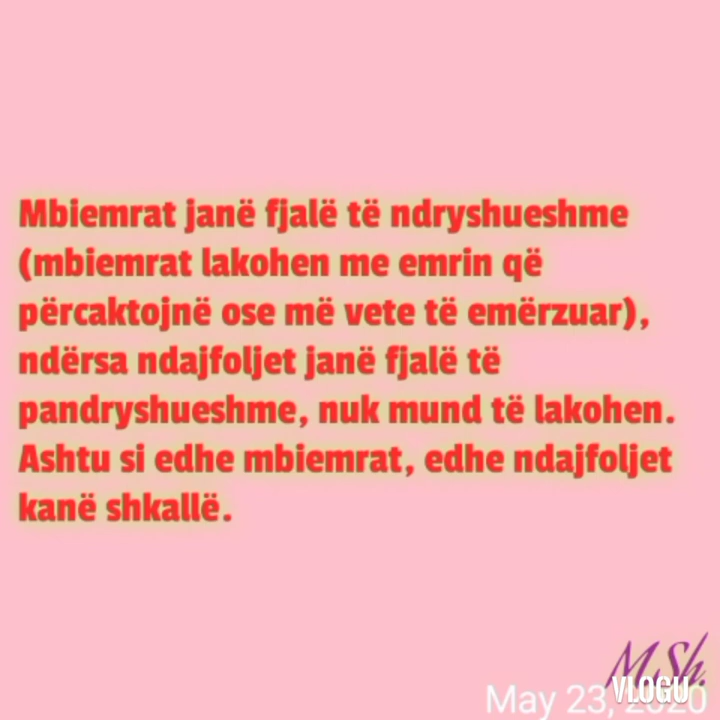 Mbiemrat janë fjalë të ndryshueshme
(mbiemrat lakohen me emrin që
përcaktojnë ose më vete të emërzuar),
ndërsa ndajfoljet janë fjalë të
pandryshueshme, nuk mund të lakohen.
Ashtu si edhe mbiemrat, edhe ndajfoljet
kanë shkallë.
M.Sh.
VLOGU
May 23, 2020